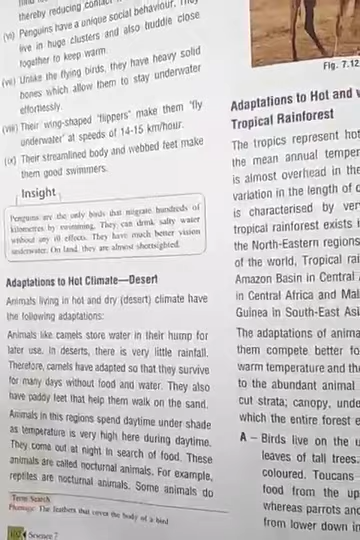 thereby reducing contact
(vi) Penguins have a unique social behaviour. They
live in huge clusters and also huddle close
together to keep warm.
(vii) Unlike the flying birds, they have heavy solid
bones which allow them to stay underwater
effortlessly.
(viii) Their wing-shaped 'flippers' make them 'fly
underwater' at speeds of 14-15 km/hour.
(ix) Their streamlined body and webbed feet make
them good swimmers.
Insight
Penguins are the only birds that migrate hundreds of
kilometres by swimming. They can drink salty water
without any ill effects. They have much better vision
underwater. On land, they are almost shortsighted.
Adaptations to Hot Climate—Desert
Animals living in hot and dry (desert) climate have
the following adaptations:
Animals like camels store water in their hump for
later use. In deserts, there is very little rainfall.
Therefore, camels have adapted so that they survive
for many days without food and water. They also
have paddy feet that help them walk on the sand.
Animals in this regions spend daytime under shade
as temperature is very high here during daytime.
They come out at night in search of food. These
animals are called nocturnal animals. For example,
reptiles are nocturnal animals. Some animals do
Term Search
Plumage: The feathers that cover the body of a bird
Science 7
Fig. 7.12
Adaptations to Hot and
Tropical Rainforest
The tropics represent hot
the mean annual
is almost overhead in the
variation in the length of
is characterised by
tropical rainforest exists
the North-Eastern regions
of the world, Tropical
Amazon Basin in Central
in Central Africa and
Guinea in South-East
The adaptations of
them compete better
warm temperature and
to the abundant animal
cut strata; canopy,
which the entire forest
A – Birds live on the
leaves of tall trees.
coloured. Toucans
food from the
whereas parrots
from lower down